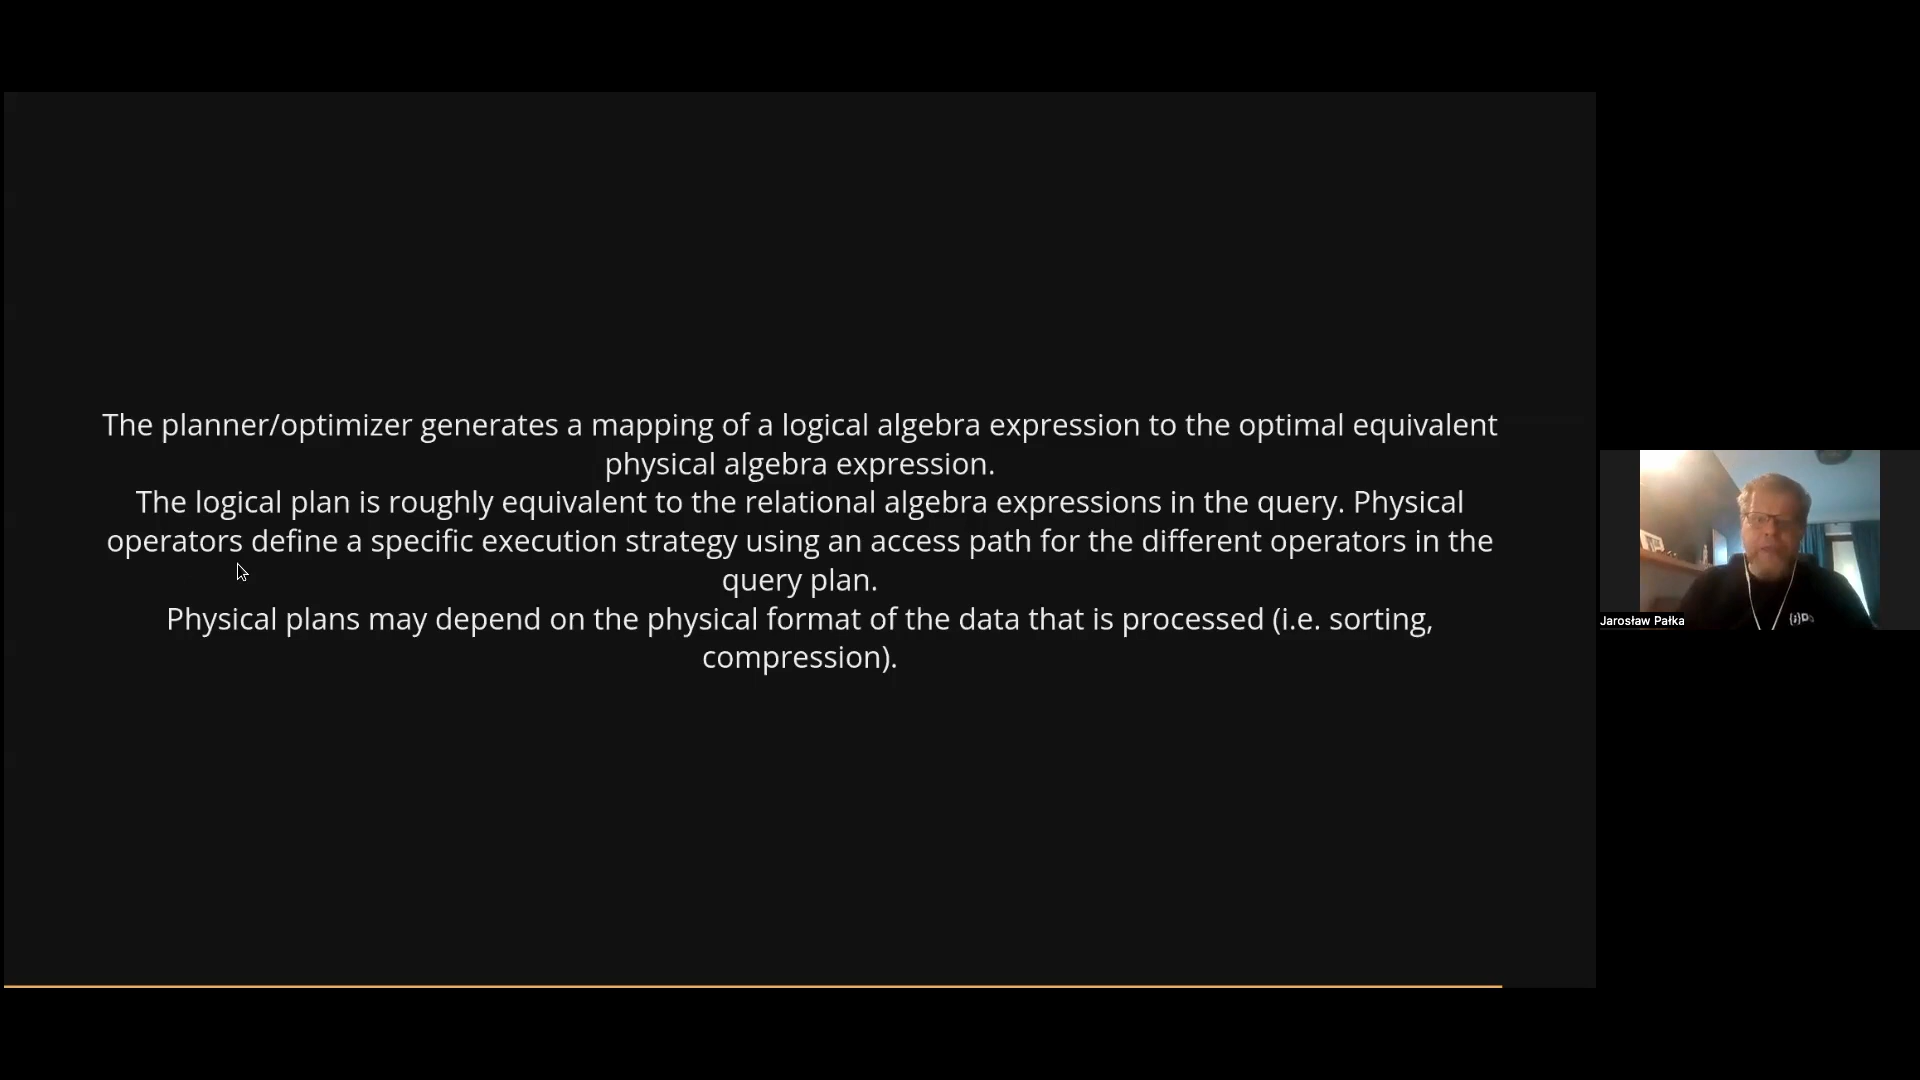 The planner/optimizer generates a mapping of a logical algebra expression to the optimal equivalent
physical algebra expression.
The logical plan is roughly equivalent to the relational algebra expressions in the query. Physical
operators define a specific execution strategy using an access path for the different operators in the
query plan.
Physical plans may depend on the physical format of the data that is processed (i.e. sorting,
compression).
Jarosław Pałka